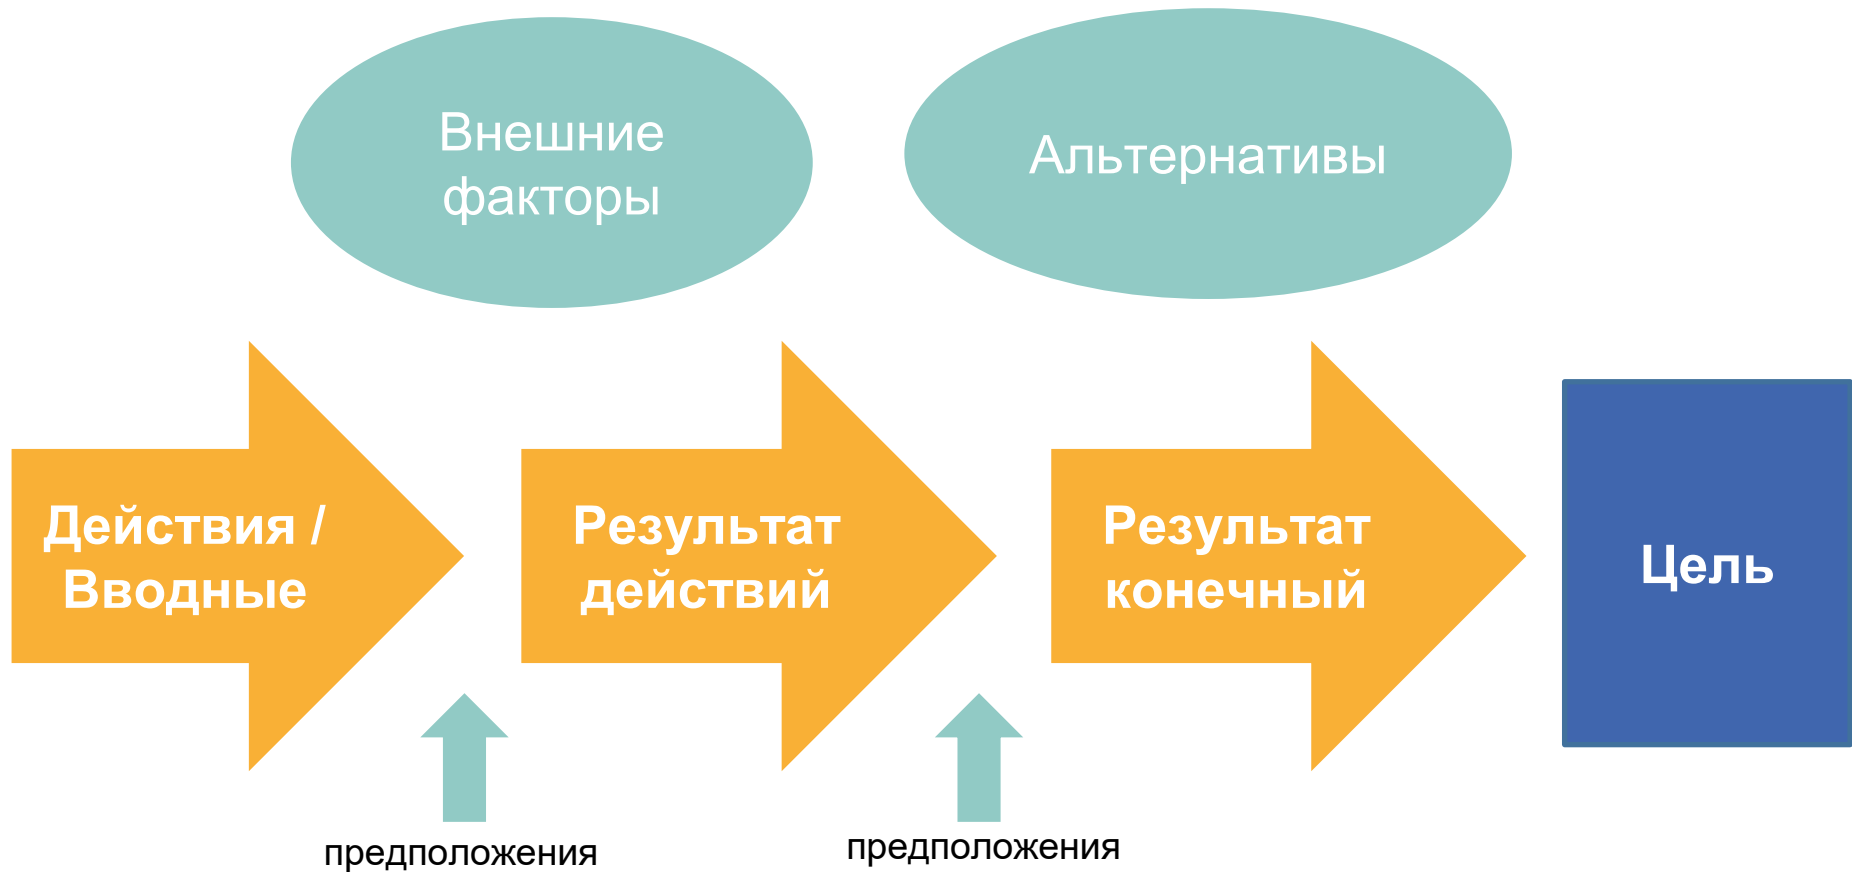 Внешние
факторы
Альтернативы
Действия /
Вводные
Результат
действий
Результат
конечный
Цель
предположения
предположения